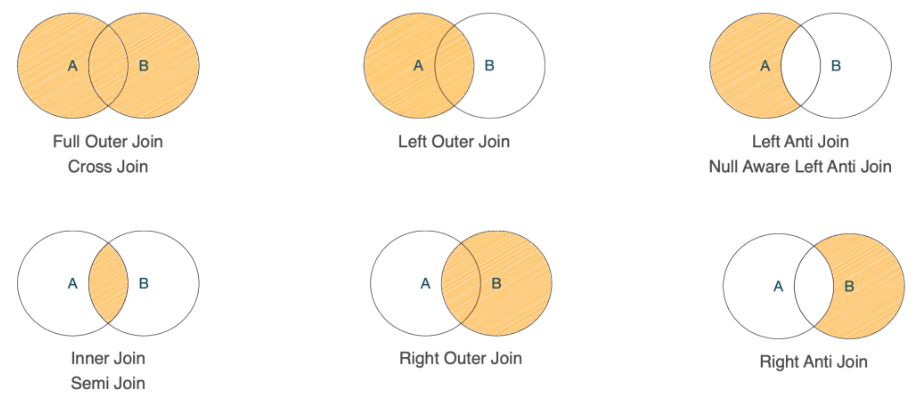 A B
Full Outer Join
Cross Join
A B
Left Outer Join
A B
Left Anti Join
Null Aware Left Anti Join
A B
Inner Join
Semi Join
A B
Right Outer Join
A B
Right Anti Join